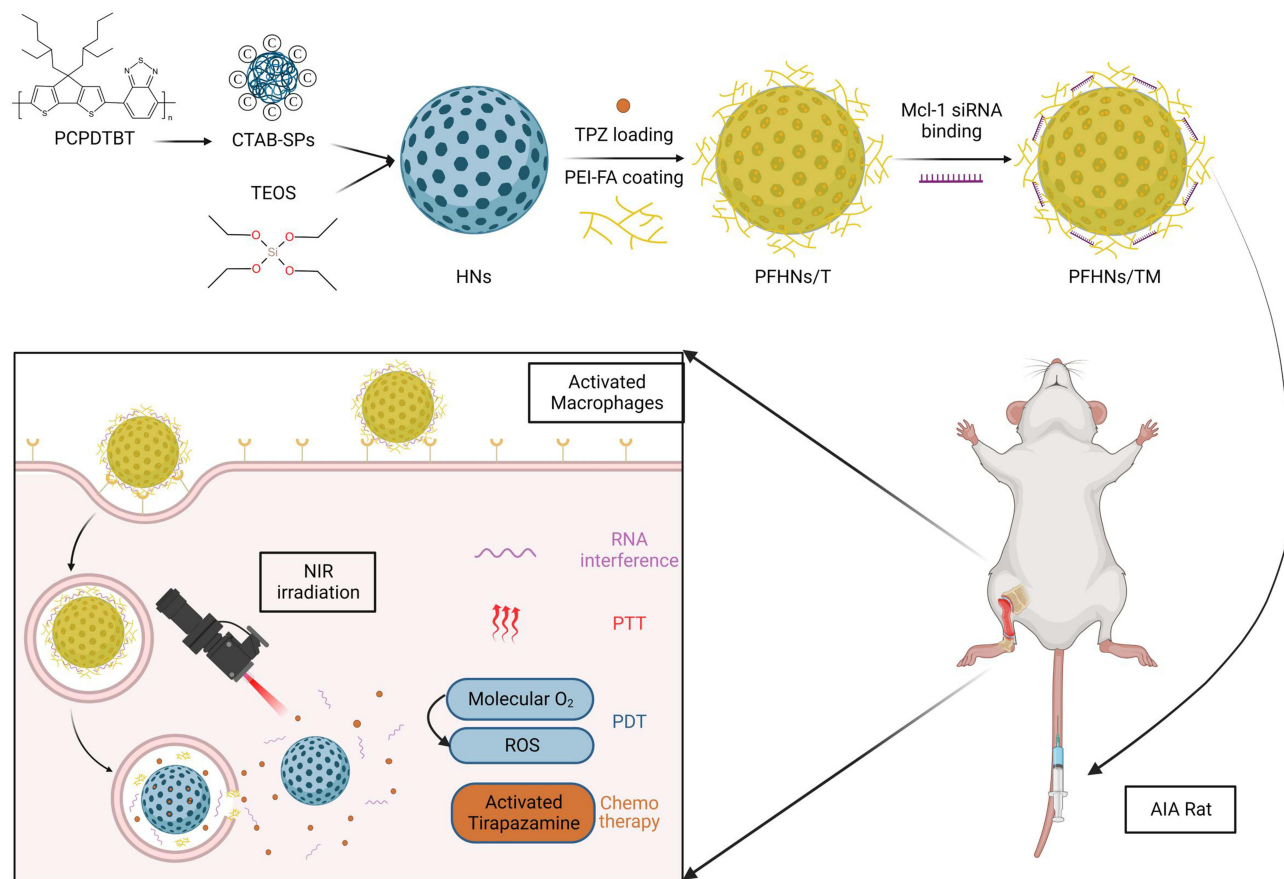 S
N
N
S
S
n
PCPDTBT
C
C
C
C
C
C
C
C
CTAB-SPs
TEOS
O
O
Si
O
O
HNs
TPZ loading
PEI-FA coating
PFHNs/T
Mcl-1 siRNA
binding
PFHNs/TM
Activated
Macrophages
NIR
irradiation
RNA
interference
PTT
Molecular O₂
ROS
PDT
Activated
Tirapazamine
Chemo
therapy
AIA Rat